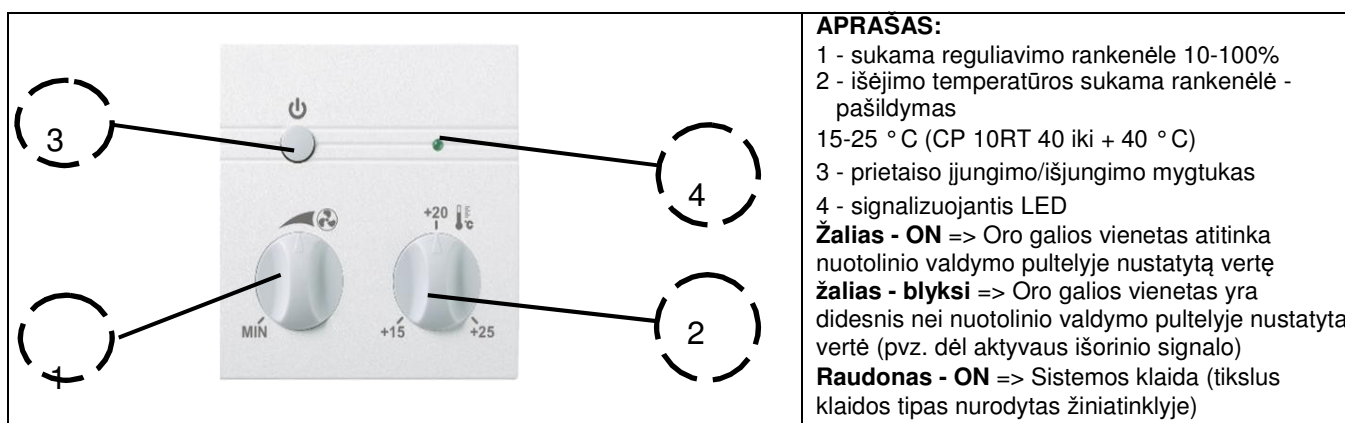 3
4
+20
°C
MIN
+15
+25
1
2
APRAŠAS:
1 - sukama reguliavimo rankenėle 10-100%
2 - išėjimo temperatūros sukama rankenėlė -
pašildymas
15-25 °C (CP 10RT 40 iki + 40 °C)
3 - prietaiso įjungimo/išjungimo mygtukas
4 - signalizuojantis LED
Žalias - ON => Oro galios vienetas atitinka
nuotolinio valdymo pultelyje nustatytą vertę
žalias - blyksi => Oro galios vienetas yra
didesnis nei nuotolinio valdymo pultelyje nustatyta
vertė (pvz. dėl aktyvaus išorinio signalo)
Raudonas - ON => Sistemos klaida (tikslus
klaidos tipas nurodytas žiniatinklyje)